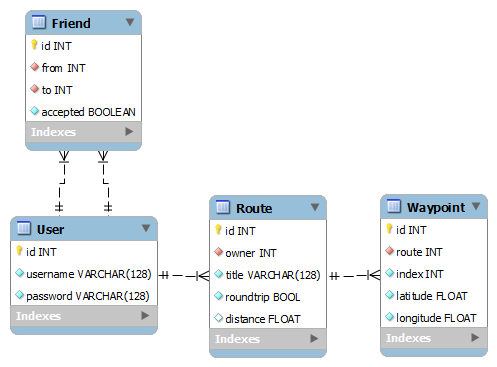 Friend
id INT
from INT
to INT
accepted BOOLEAN
Indexes
User
id INT
username VARCHAR(128)
password VARCHAR(128)
Indexes
Route
id INT
owner INT
title VARCHAR(128)
roundtrip BOOL
distance FLOAT
Indexes
Waypoint
id INT
route INT
index INT
latitude FLOAT
longitude FLOAT
Indexes